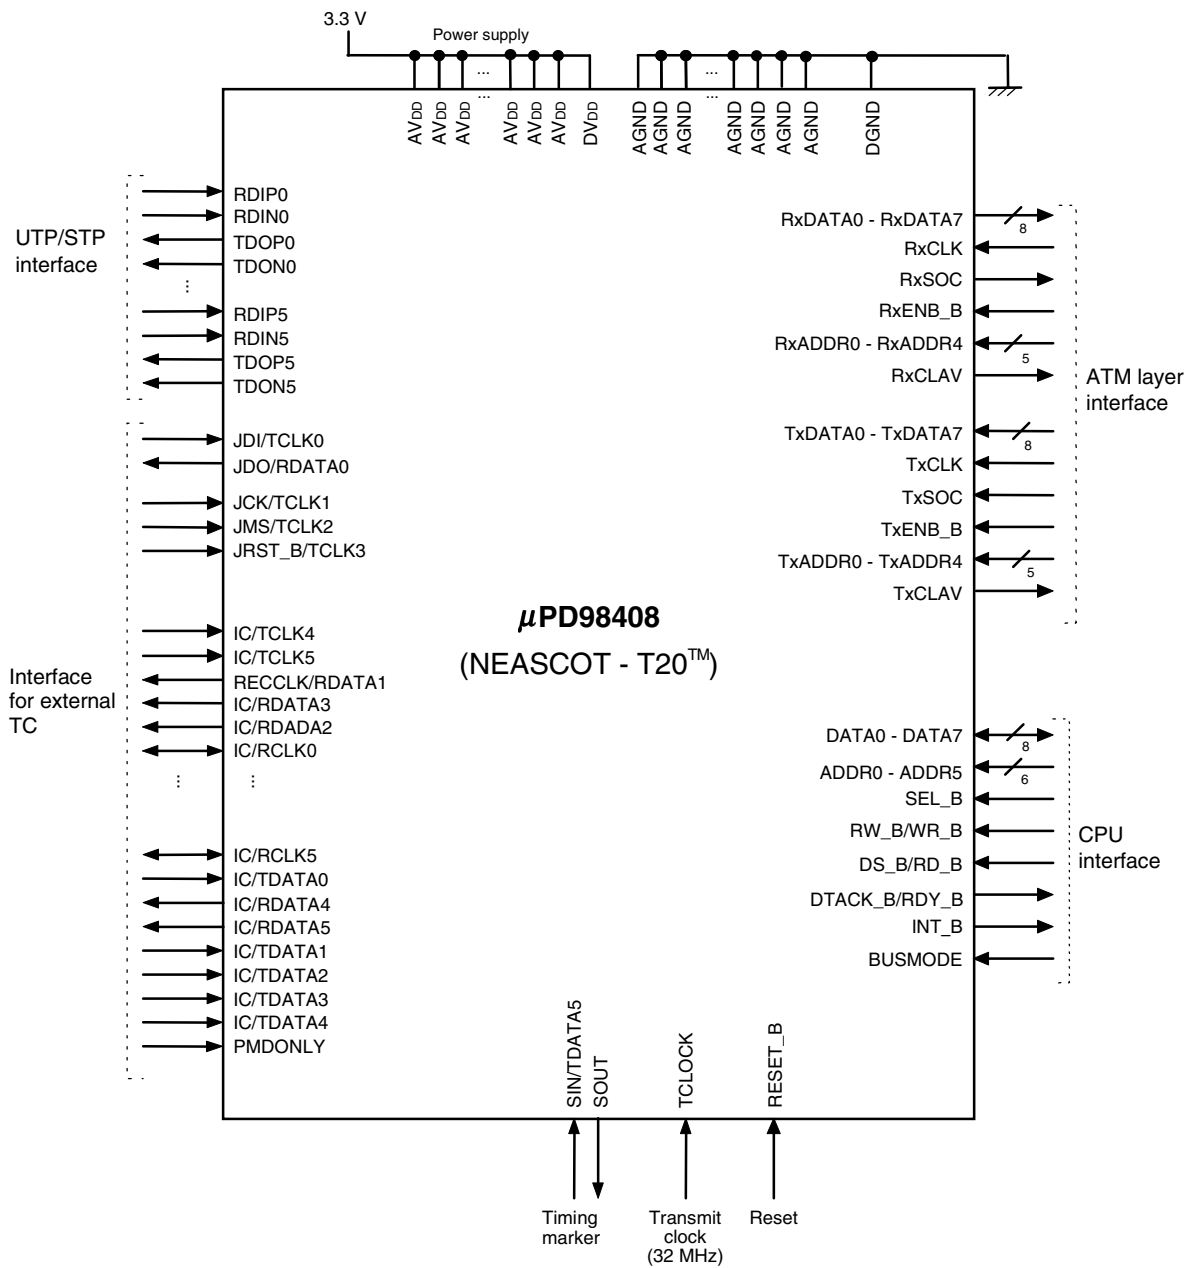 3.3 V
Power supply
... ...
... ...
AVDD AVDD AVDD AVDD AVDD AVDD DVDD AGND AGND AGND AGND AGND AGND AGND DGND
UTP/STP
interface
RDIP0
RDIN0
TDOP0
TDON0
...
RDIP5
RDIN5
TDOP5
TDON5
Interface
for external
TC
JDI/TCLK0
JDO/RDATA0
JCK/TCLK1
JMS/TCLK2
JRST_B/TCLK3
IC/TCLK4
IC/TCLK5
RECCLK/RDATA1
IC/RDATA3
IC/RDADA2
IC/RCLK0
... ...
IC/RCLK5
IC/TDATA0
IC/RDATA4
IC/RDATA5
IC/TDATA1
IC/TDATA2
IC/TDATA3
IC/TDATA4
PMDONLY
μPD98408
(NEASCOT - T20™)
RxDATA0 - RxDATA7 8
RxCLK
RxSOC
RxENB_B
RxADDR0 - RxADDR4 5
RxCLAV
TxDATA0 - TxDATA7 8
TxCLK
TxSOC
TxENB_B
TxADDR0 - TxADDR4 5
TxCLAV
ATM layer
interface
DATA0 - DATA7 8
ADDR0 - ADDR5 6
SEL_B
RW_B/WR_B
DS_B/RD_B
DTACK_B/RDY_B
INT_B
BUSMODE
CPU
interface
SIN/TDATA5
SOUT
TCLOCK
RESET_B
Timing
marker
Transmit
clock
(32 MHz)
Reset